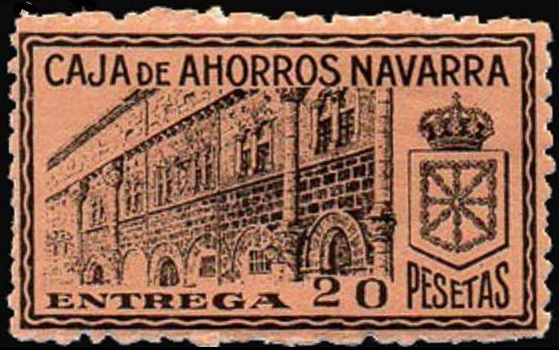 CAJA DE AHORROS NAVARRA
ENTREGA 20 PESETAS